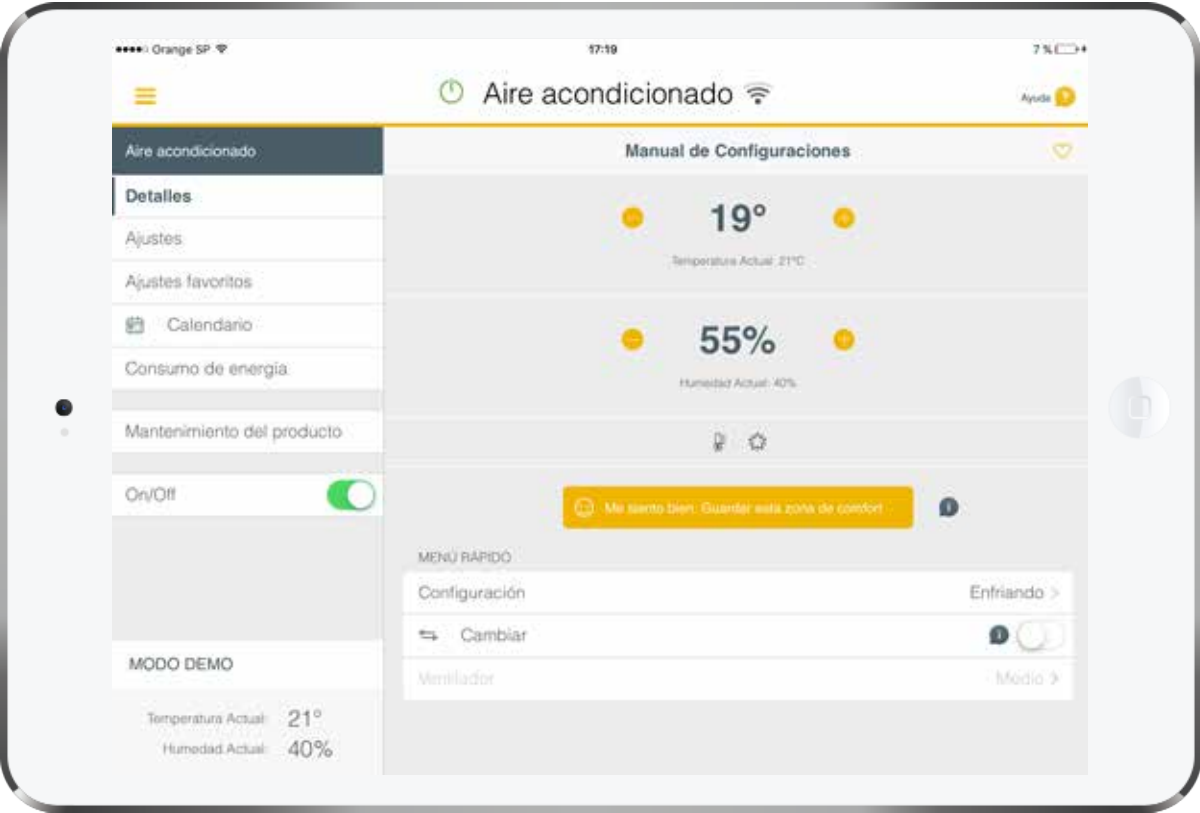 Orange SP
17:19
7 %
Aire acondicionado
Ayuda ?
Aire acondicionado
Detalles
Ajustes
Ajustes favoritos
Calendario
Consumo de energía
Mantenimiento del producto
On/Off
MODO DEMO
Temperatura Actual: 21°
Humedad Actual: 40%
Manual de Configuraciones
19°
Temperatura Actual: 21°C
55%
Humedad Actual: 40%
Me siento bien. Guardar esta zona de comfort
MENÚ RÁPIDO
Configuración Enfriando >
Cambiar
Ventilador Medio >